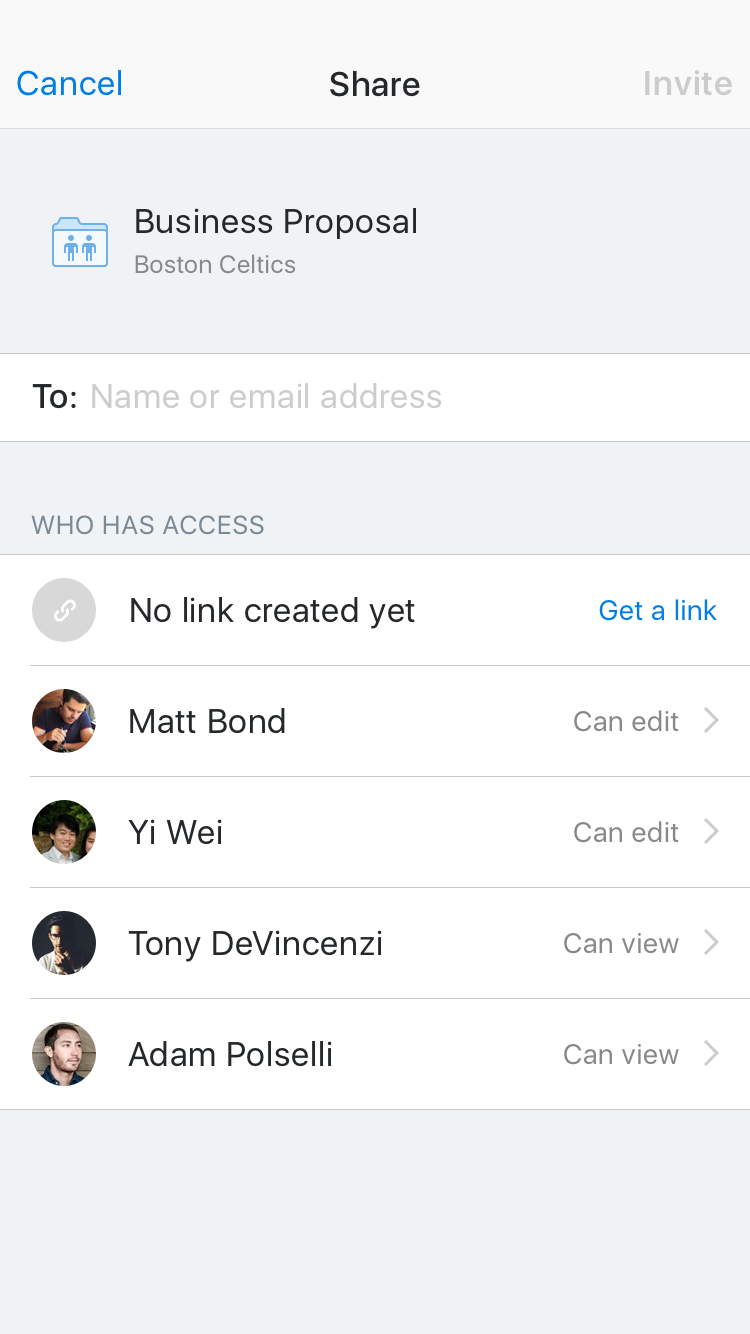 Cancel Share Invite
Business Proposal
Boston Celtics
To: Name or email address
WHO HAS ACCESS
No link created yet Get a link
Matt Bond Can edit
Yi Wei Can edit
Tony DeVincenzi Can view
Adam Polselli Can view